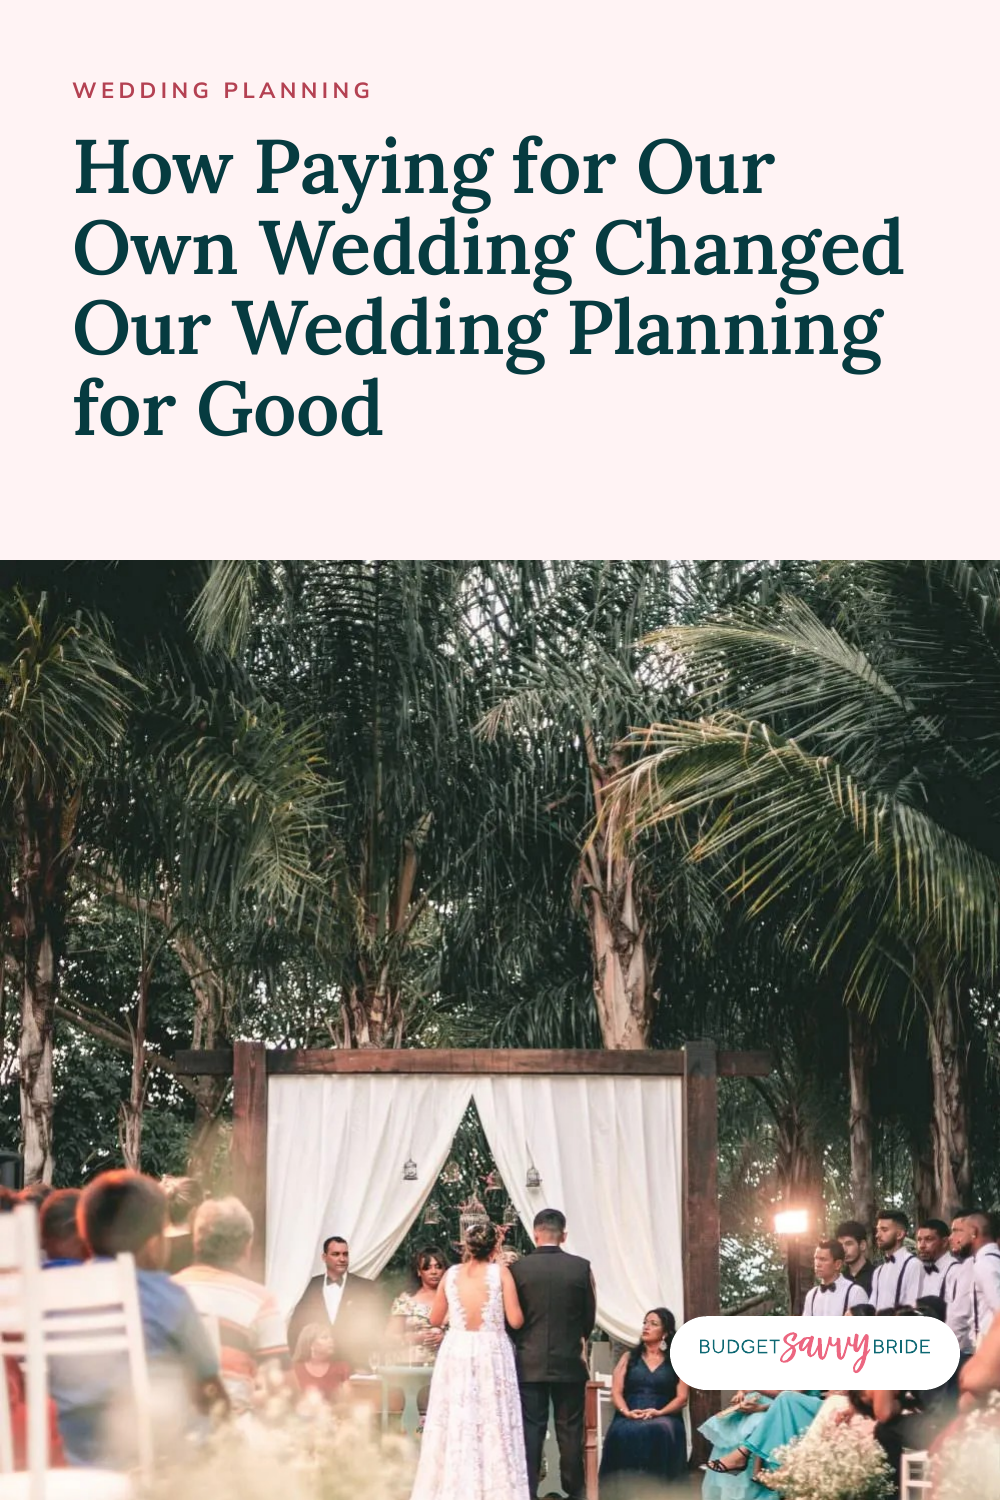 WEDDING PLANNING
How Paying for Our
Own Wedding Changed
Our Wedding Planning
for Good
BUDGET savvy BRIDE